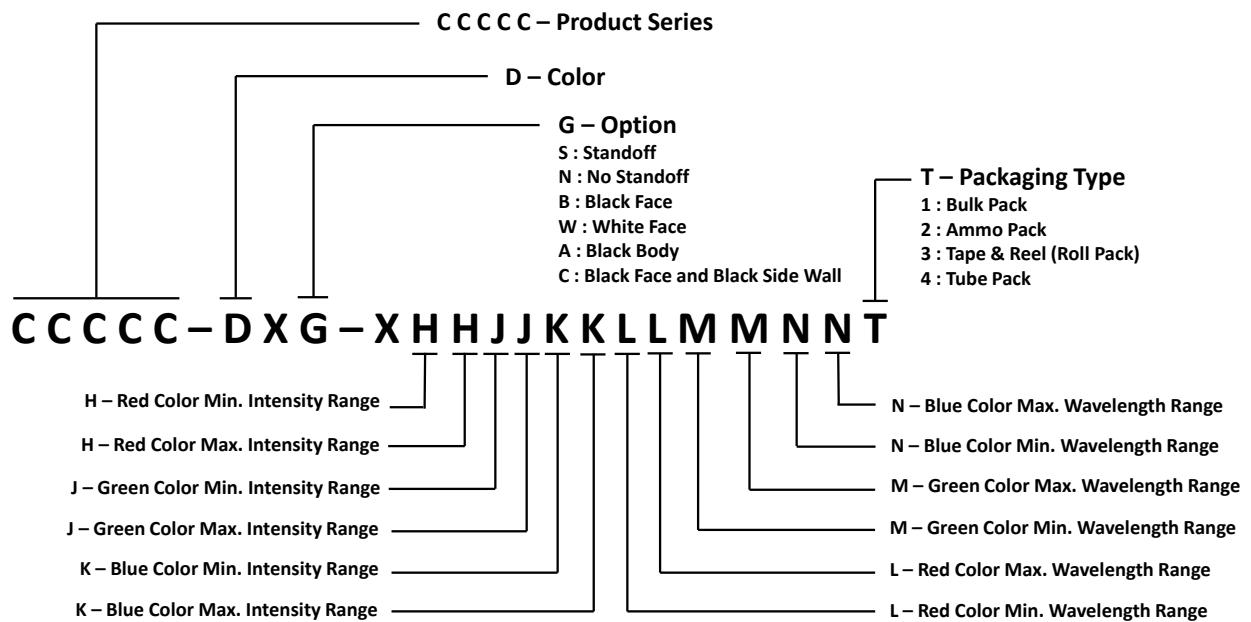 C C C C C – Product Series
D – Color
G – Option
S : Standoff
N : No Standoff
B : Black Face
W : White Face
A : Black Body
C : Black Face and Black Side Wall
T – Packaging Type
1 : Bulk Pack
2 : Ammo Pack
3 : Tape & Reel (Roll Pack)
4 : Tube Pack
C C C C C – D X G – X H H J J K K L L M M N N T
H – Red Color Min. Intensity Range
H – Red Color Max. Intensity Range
J – Green Color Min. Intensity Range
J – Green Color Max. Intensity Range
K – Blue Color Min. Intensity Range
K – Blue Color Max. Intensity Range
N – Blue Color Max. Wavelength Range
N – Blue Color Min. Wavelength Range
M – Green Color Max. Wavelength Range
M – Green Color Min. Wavelength Range
L – Red Color Max. Wavelength Range
L – Red Color Min. Wavelength Range